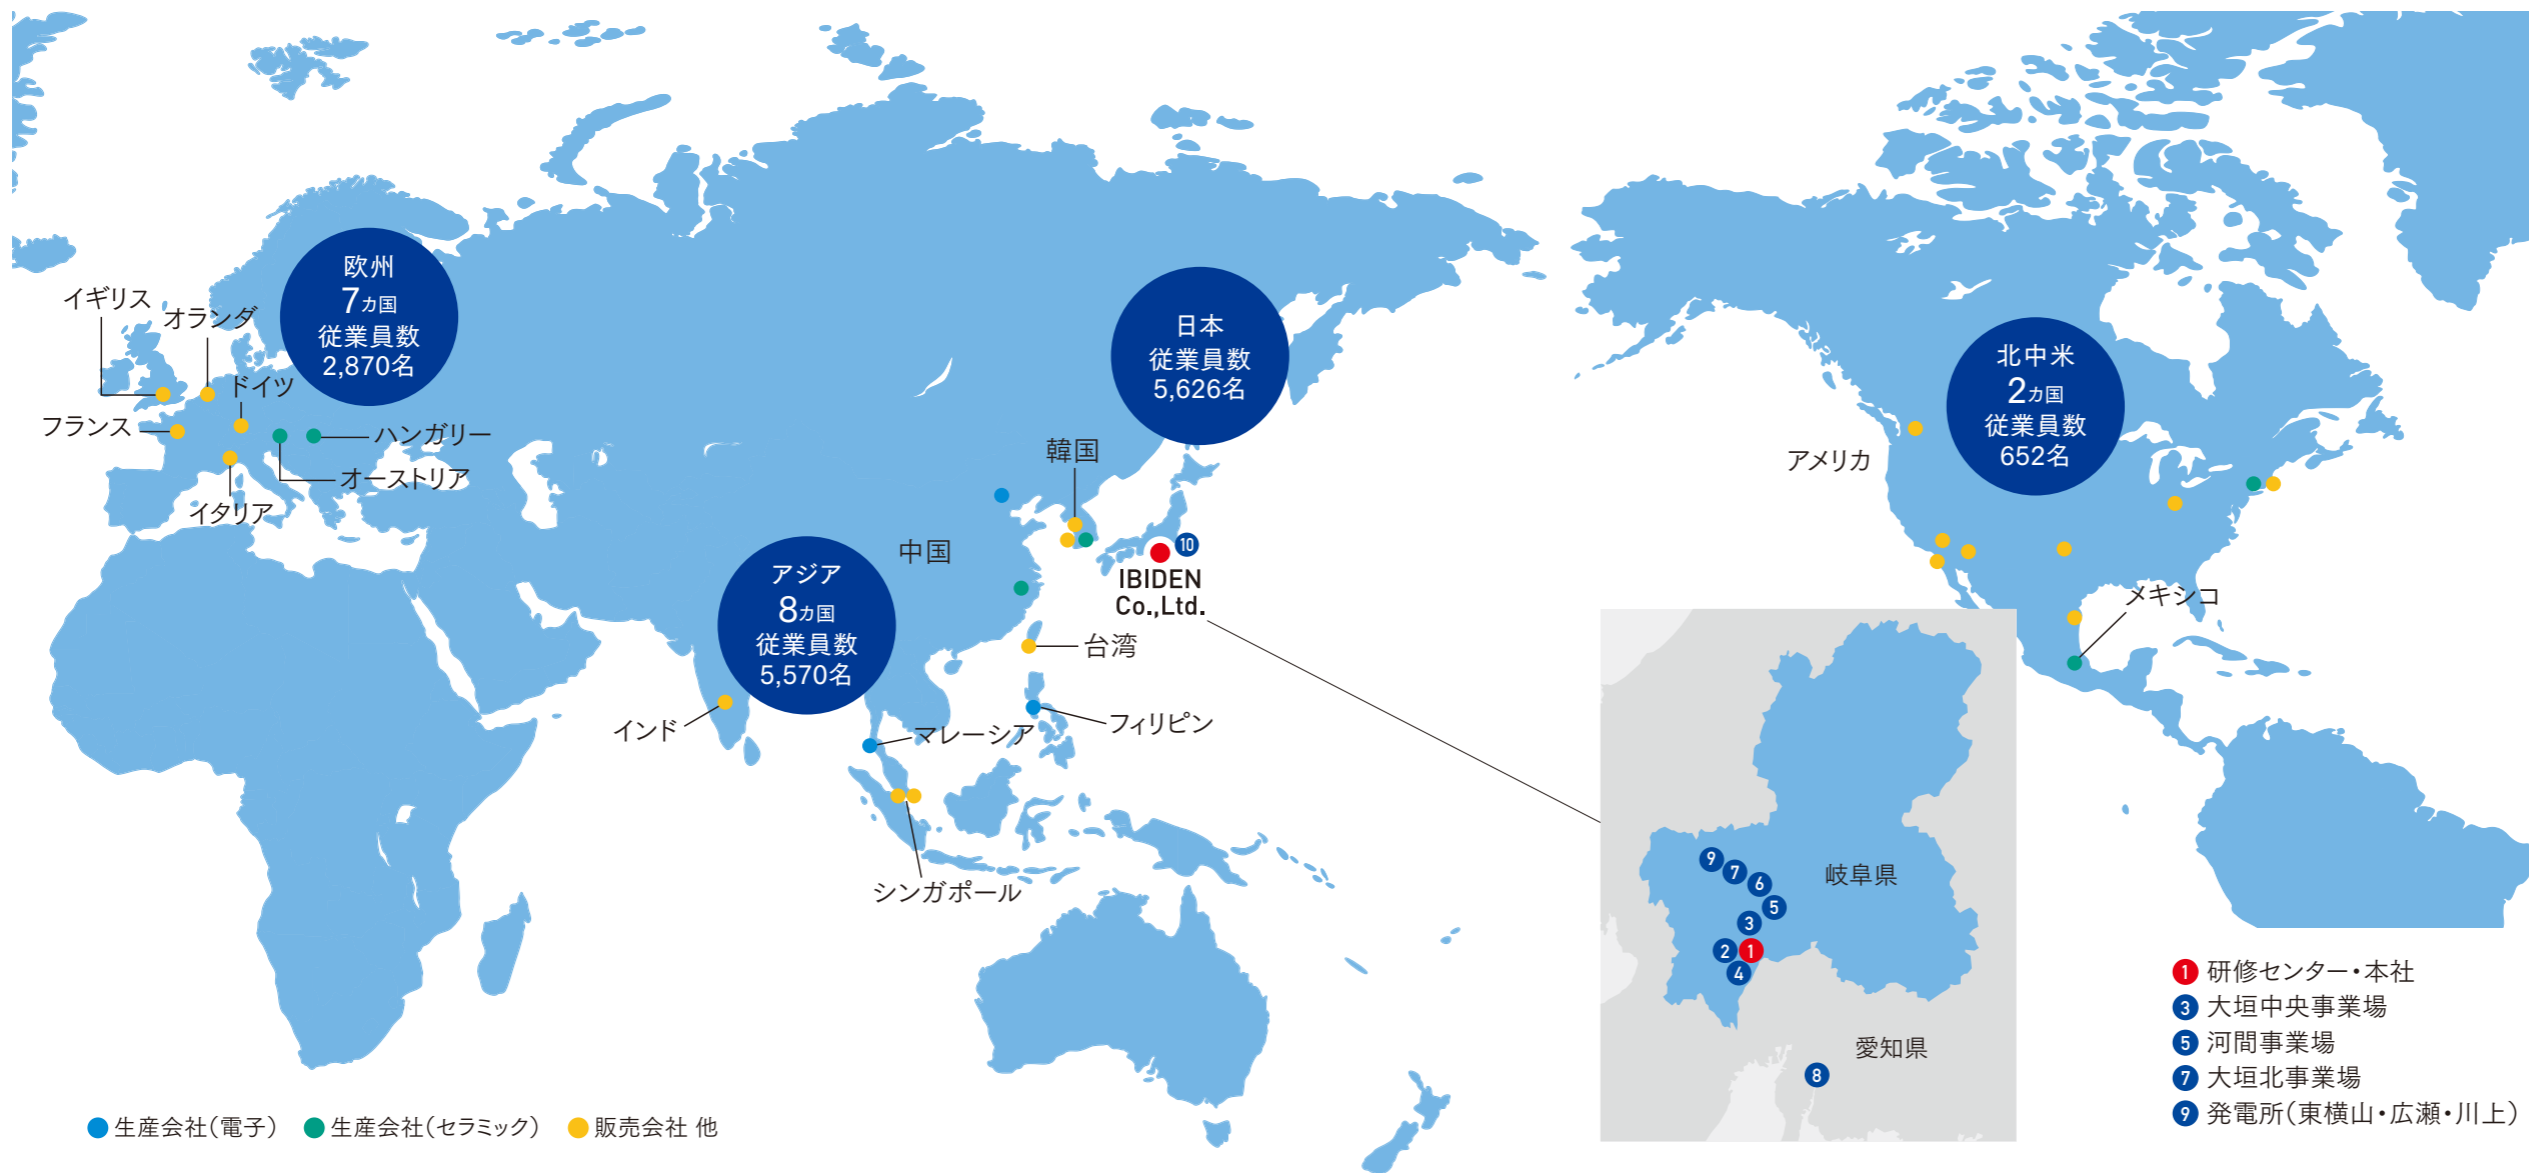 欧州
7カ国
従業員数
2,870名
イギリス
オランダ
ドイツ
フランス
ハンガリー
オーストリア
イタリア
日本
従業員数
5,626名
北中米
2カ国
従業員数
652名
アメリカ
メキシコ
韓国
中国
10
IBIDEN
Co.,Ltd.
アジア
8カ国
従業員数
5,570名
台湾
インド
マレーシア
フィリピン
シンガポール
岐阜県
9
7
6
5
3
2
1
4
愛知県
8
1 研修センター・本社
3 大垣中央事業場
5 河間事業場
7 大垣北事業場
9 発電所(東横山・広瀬・川上)
生産会社(電子) 生産会社(セラミック) 販売会社 他